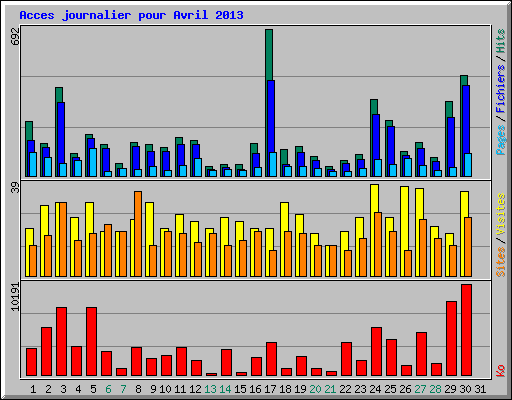 Acces journalier pour Avril 2013
692
Pages / Fichiers / Hits
39
Sites / Visites
10191
Ko
1 2 3 4 5 6 7 8 9 10 11 12 13 14 15 16 17 18 19 20 21 22 23 24 25 26 27 28 29 30 31